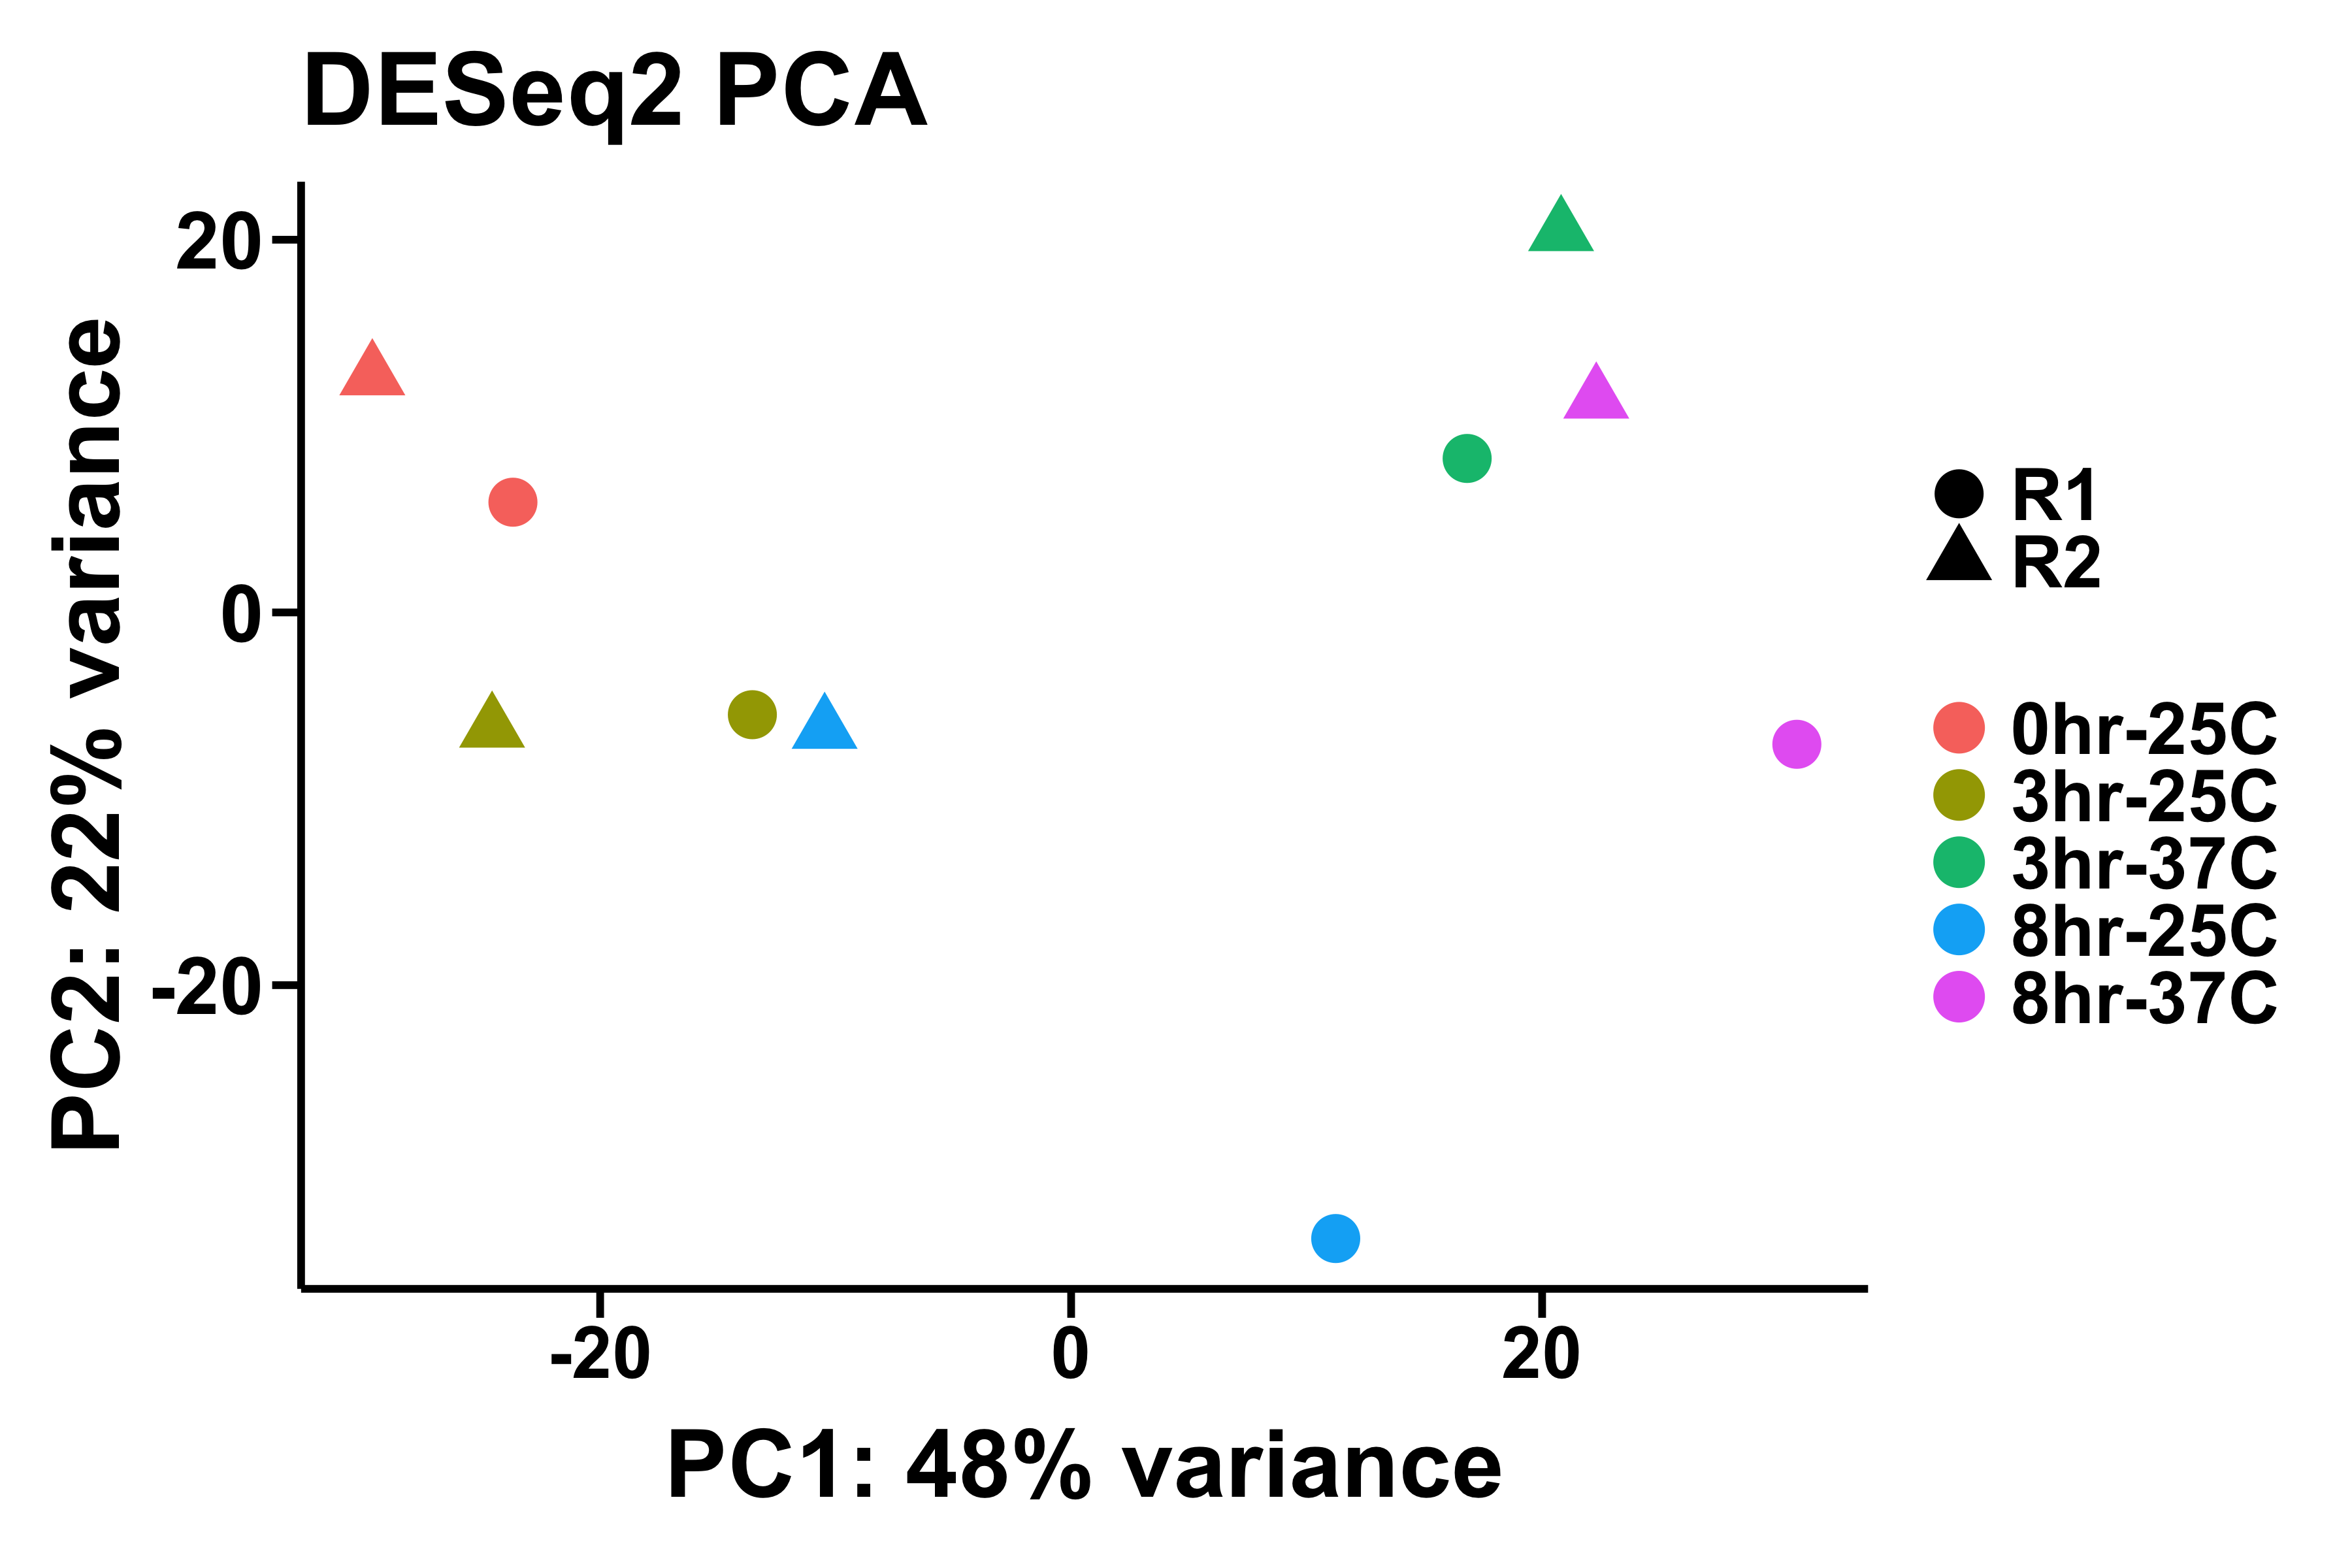 DESeq2 PCA
PC2: 22% variance
20
0
-20
-20
0
20
PC1: 48% variance
R1
R2
0hr-25C
3hr-25C
3hr-37C
8hr-25C
8hr-37C